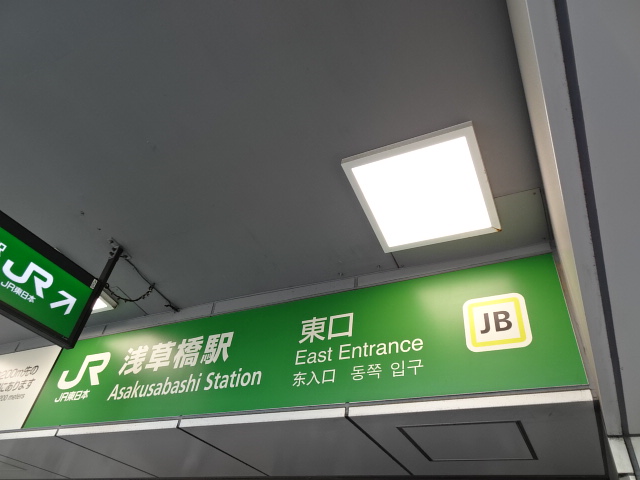 JR
JR東日本
JR
JR東日本
浅草橋駅
Asakusabashi Station
東口
East Entrance
东入口 동쪽 입구
JB